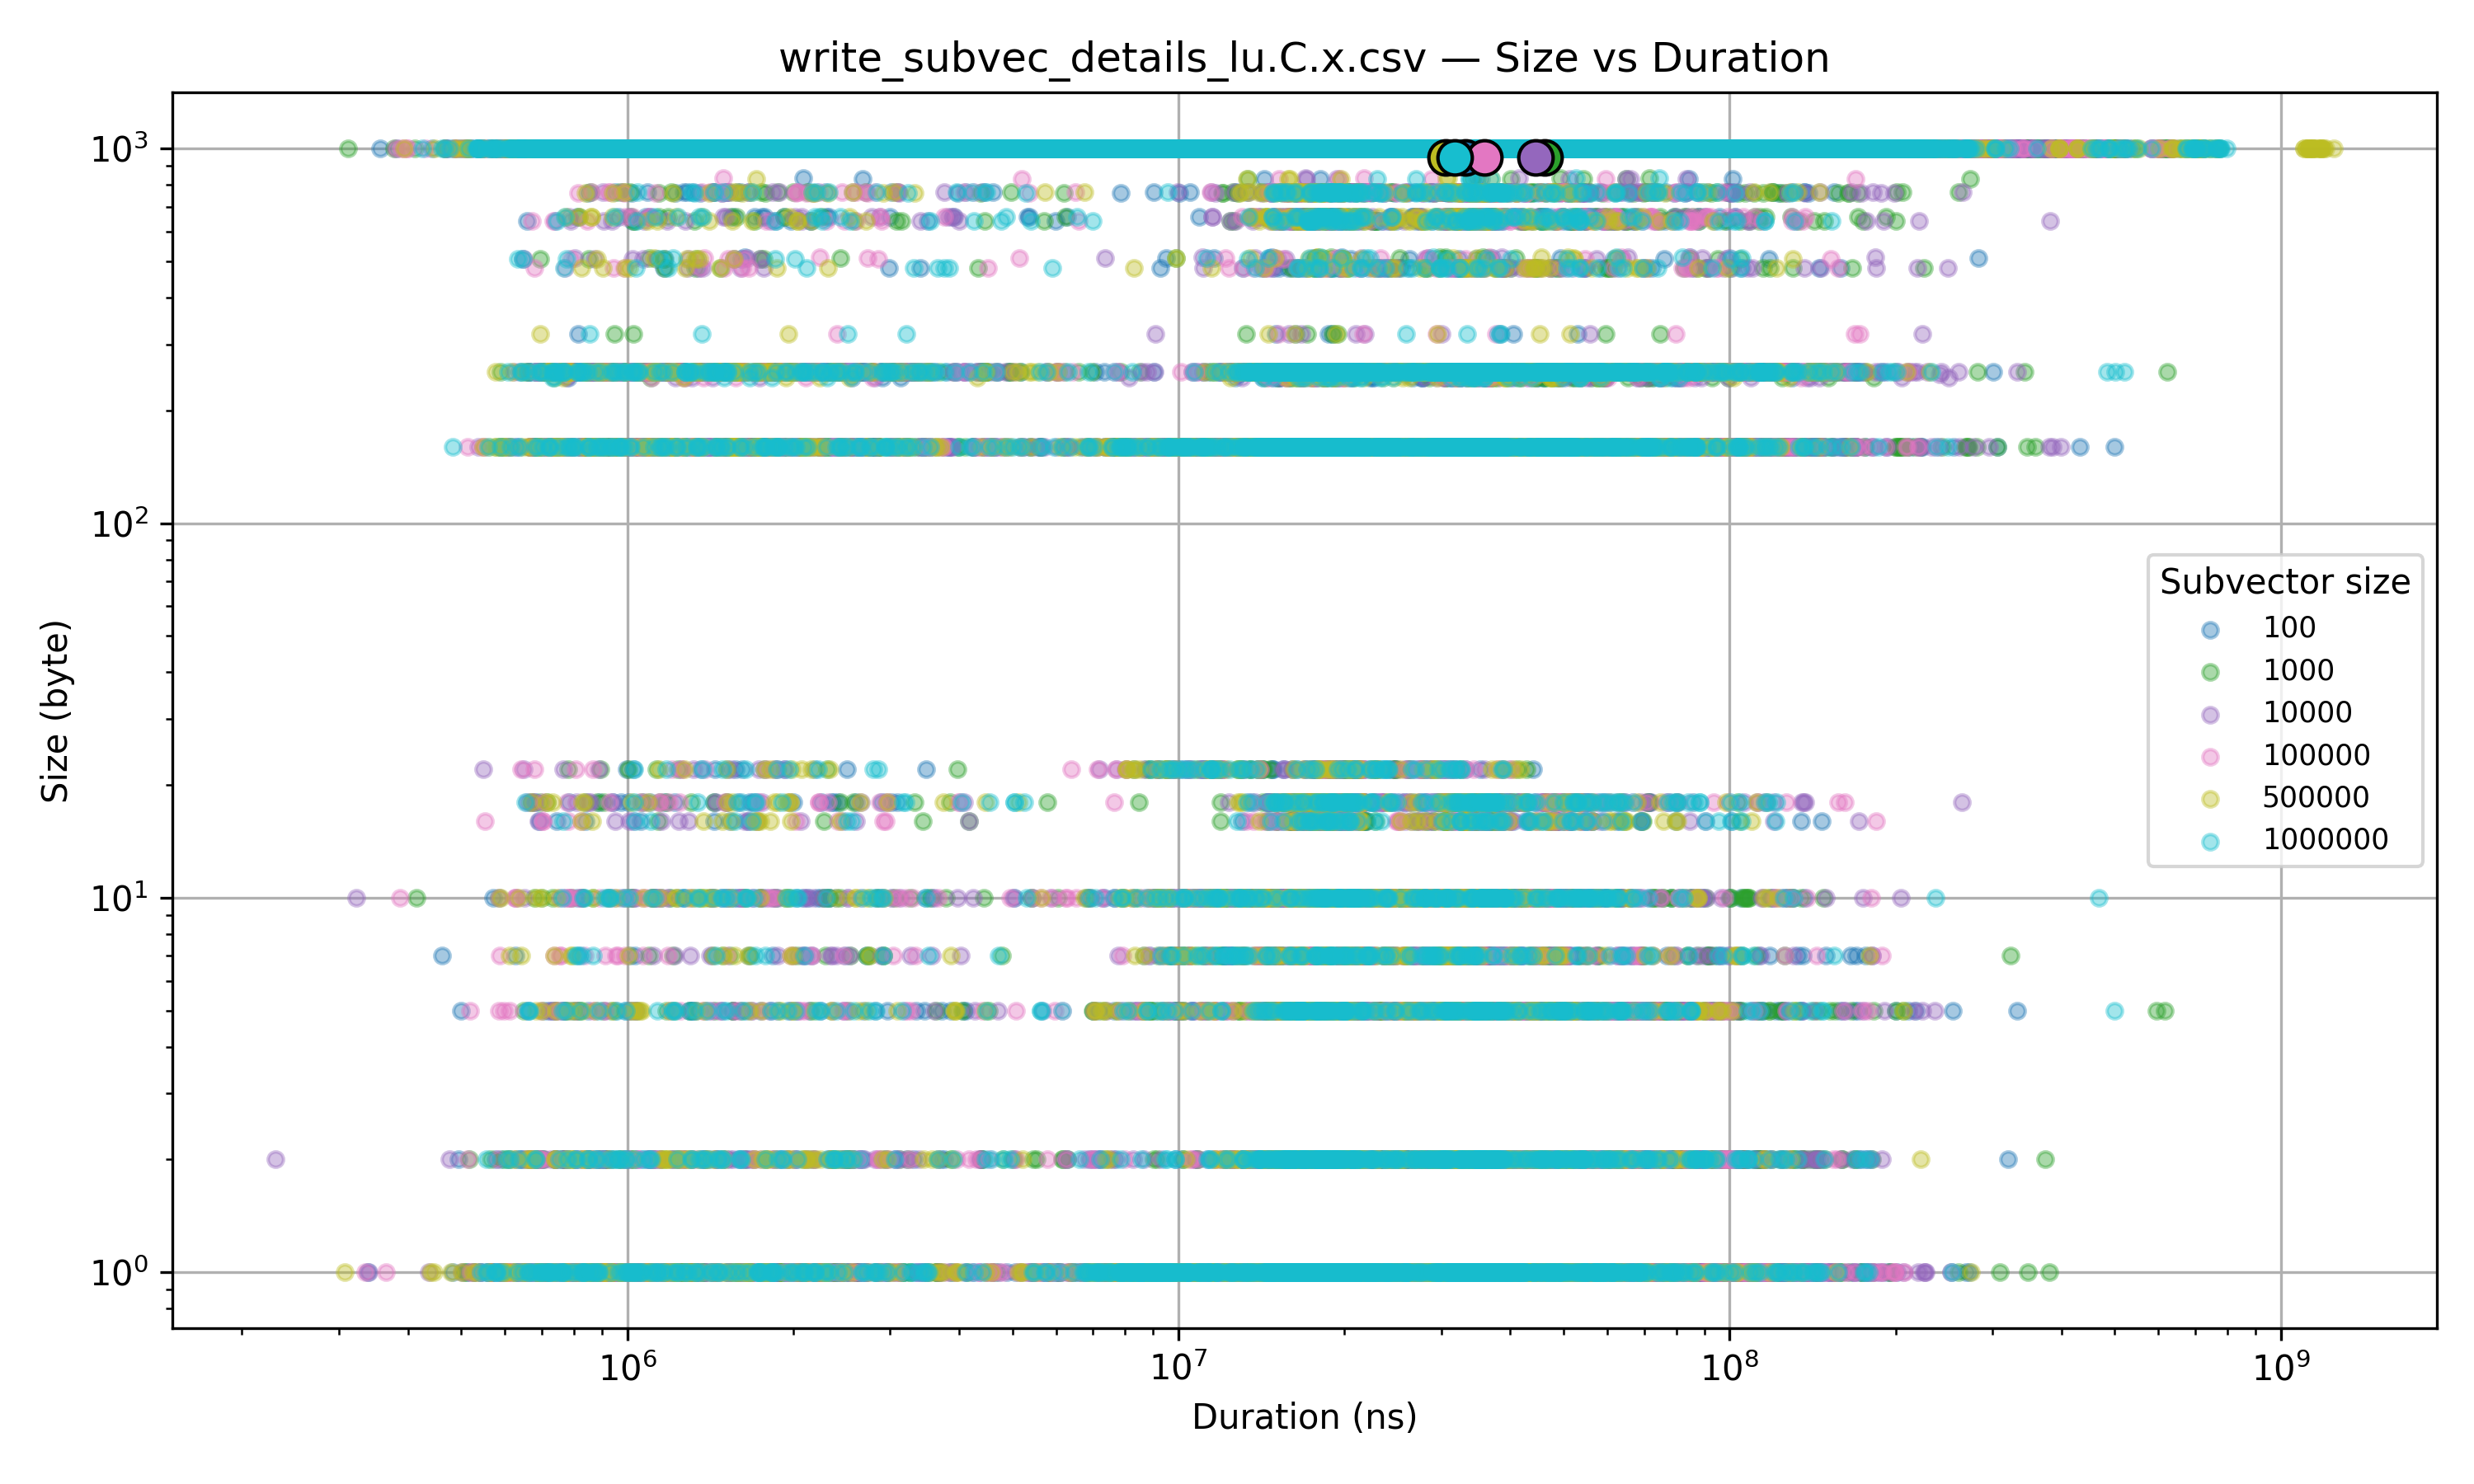 write_subvec_details_lu.C.x.csv — Size vs Duration
Size (byte)
10³
10²
10¹
10⁰
Subvector size
100
1000
10000
100000
500000
1000000
10⁶ 10⁷ 10⁸ 10⁹
Duration (ns)